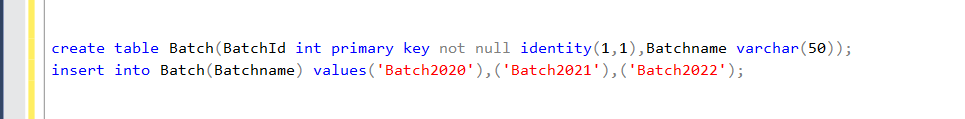 create table Batch(BatchId int primary key not null identity(1,1),Batchname varchar(50));
insert into Batch(Batchname) values('Batch2020'),('Batch2021'),('Batch2022');